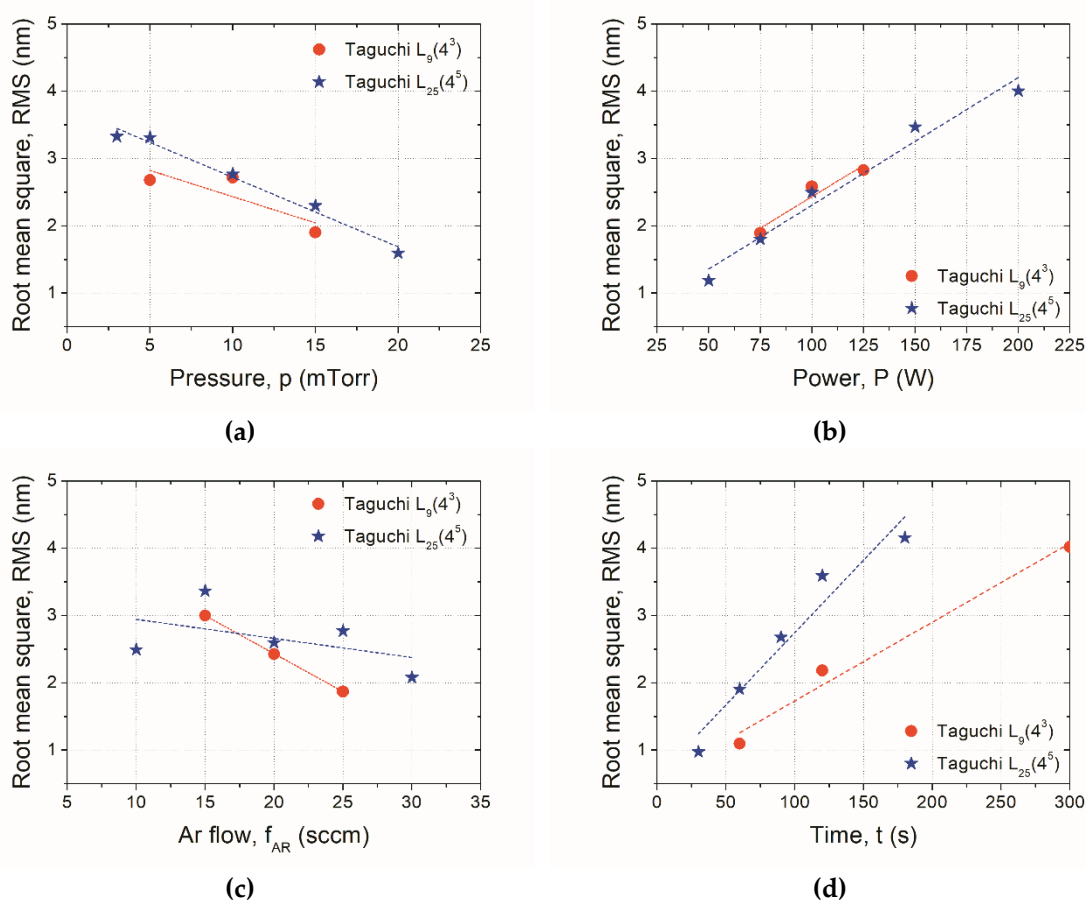 Root mean square, RMS (nm)
5
4
3
2
1
Taguchi L₉(4³)
Taguchi L₂₅(4⁵)
0 5 10 15 20 25
Pressure, p (mTorr)
(a)
Root mean square, RMS (nm)
5
4
3
2
1
Taguchi L₉(4³)
Taguchi L₂₅(4⁵)
25 50 75 100 125 150 175 200 225
Power, P (W)
(b)
Root mean square, RMS (nm)
5
4
3
2
1
Taguchi L₉(4³)
Taguchi L₂₅(4⁵)
5 10 15 20 25 30 35
Ar flow, f_AR (sccm)
(c)
Root mean square, RMS (nm)
5
4
3
2
1
Taguchi L₉(4³)
Taguchi L₂₅(4⁵)
0 50 100 150 200 250 300
Time, t (s)
(d)